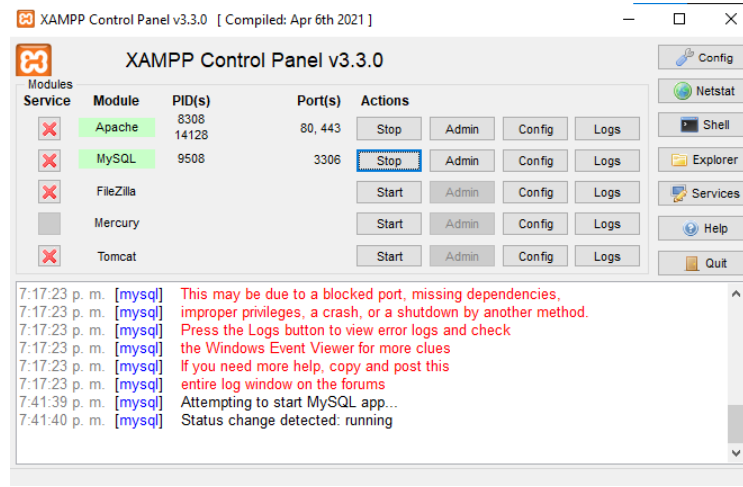 XAMPP Control Panel v3.3.0 [ Compiled: Apr 6th 2021 ]
XAMPP Control Panel v3.3.0
Config
Modules
Service Module PID(s) Port(s) Actions
Netstat
Apache 8308 14128 80, 443 Stop Admin Config Logs
Shell
MySQL 9508 3306 Stop Admin Config Logs
Explorer
FileZilla Start Admin Config Logs
Services
Mercury Start Admin Config Logs
Help
Tomcat Start Admin Config Logs
Quit
7:17:23 p. m. [mysql] This may be due to a blocked port, missing dependencies,
7:17:23 p. m. [mysql] improper privileges, a crash, or a shutdown by another method.
7:17:23 p. m. [mysql] Press the Logs button to view error logs and check
7:17:23 p. m. [mysql] the Windows Event Viewer for more clues
7:17:23 p. m. [mysql] If you need more help, copy and post this
7:17:23 p. m. [mysql] entire log window on the forums
7:41:39 p. m. [mysql] Attempting to start MySQL app...
7:41:40 p. m. [mysql] Status change detected: running